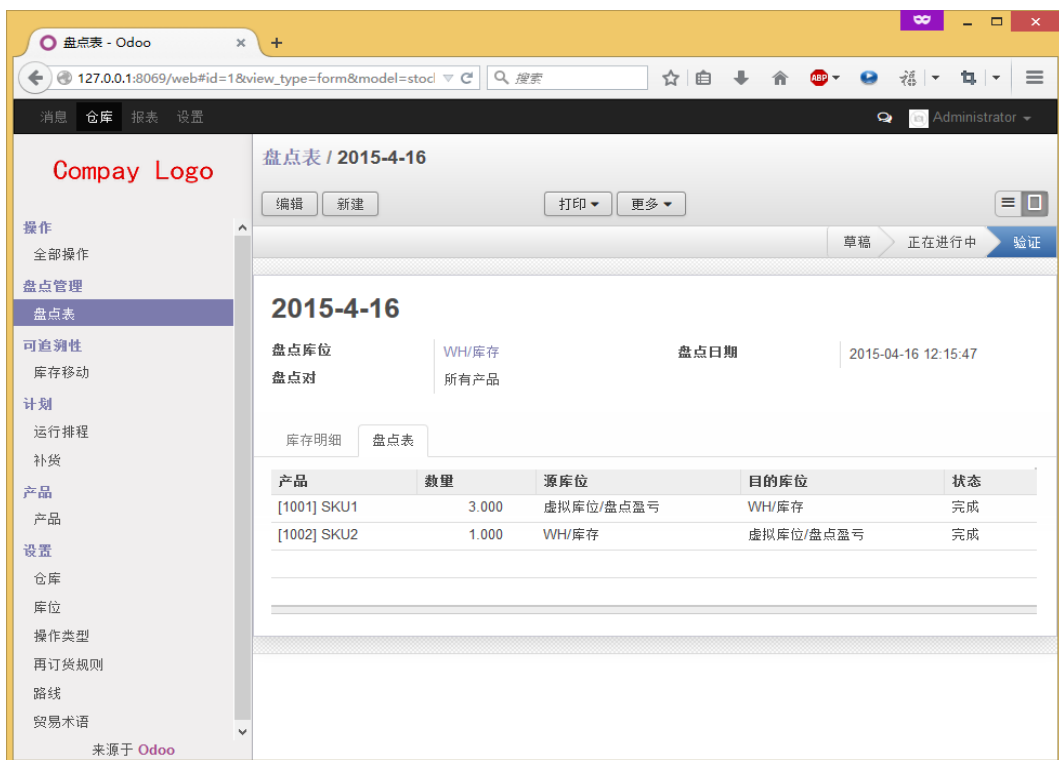 盘点表 - Odoo
127.0.0.1:8069/web#id=1&view_type=form&model=stocl
搜索
ABP
消息 仓库 报表 设置
Administrator
Compay Logo
盘点表 / 2015-4-16
编辑 新建 打印 更多
操作
全部操作
草稿 正在进行中 验证
盘点管理
盘点表
可追溯性
库存移动
计划
运行排程
补货
产品
产品
设置
仓库
库位
操作类型
再订货规则
路线
贸易术语
来源于 Odoo
2015-4-16
盘点库位 WH/库存 盘点日期 2015-04-16 12:15:47
盘点对 所有产品
库存明细 盘点表
产品 数量 源库位 目的库位 状态
[1001] SKU1 3.000 虚拟库位/盘点盈亏 WH/库存 完成
[1002] SKU2 1.000 WH/库存 虚拟库位/盘点盈亏 完成